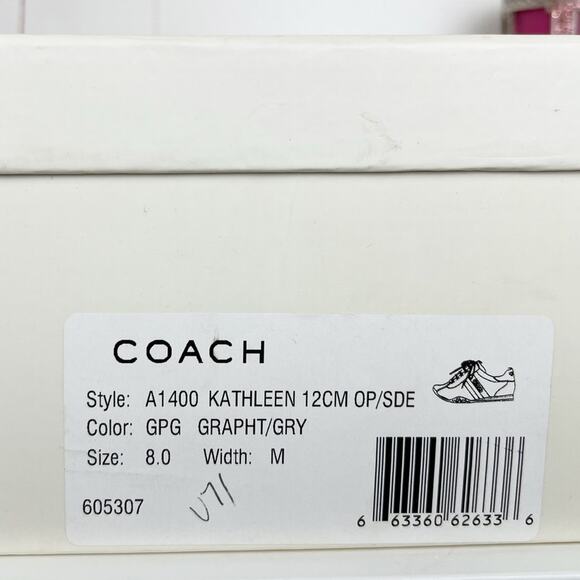 COACH
Style: A1400 KATHLEEN 12CM OP/SDE
Color: GPG GRAPHT/GRY
Size: 8.0 Width: M
605307
6 63360 62633 6